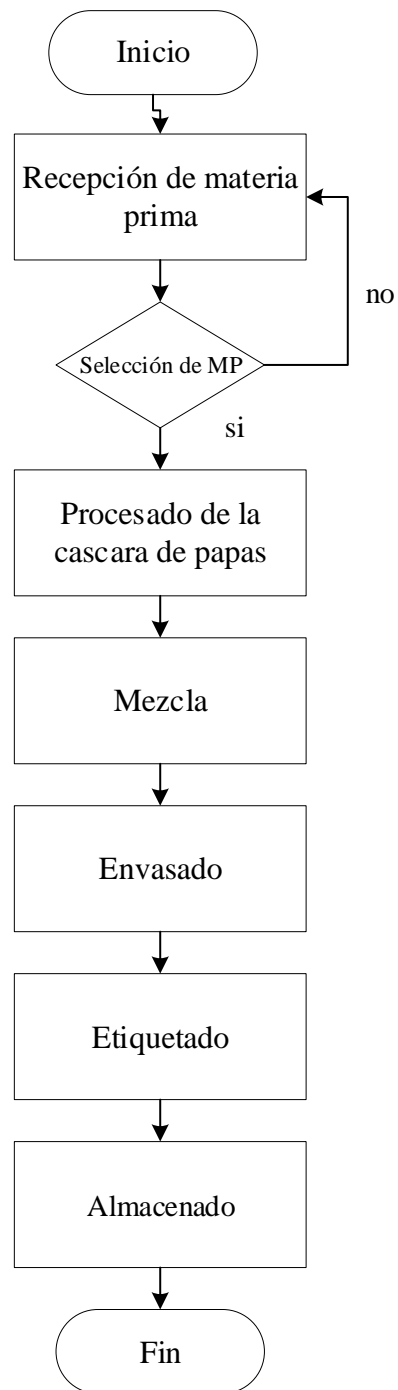 Inicio
Recepción de materia
prima
no
Selección de MP
si
Procesado de la
cascara de papas
Mezcla
Envasado
Etiquetado
Almacenado
Fin